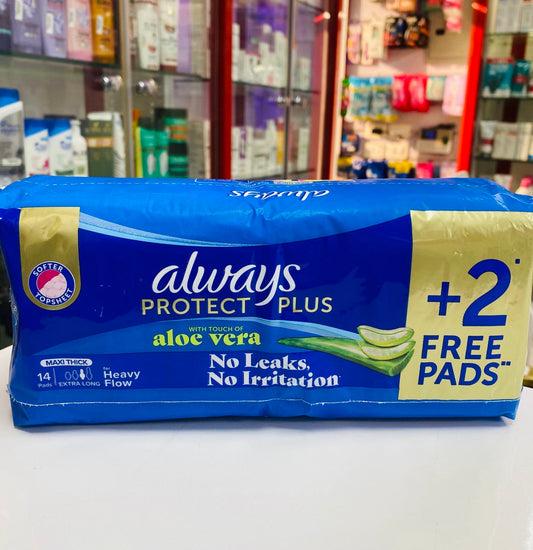 always
SOFTER
TOPSHEET
always
PROTECT PLUS
WITH TOUCH OF
aloe vera
No Leaks,
No Irritation
MAXI THICK
14
Pads
EXTRA LONG
for
Heavy
Flow
+2*
FREE
PADS**